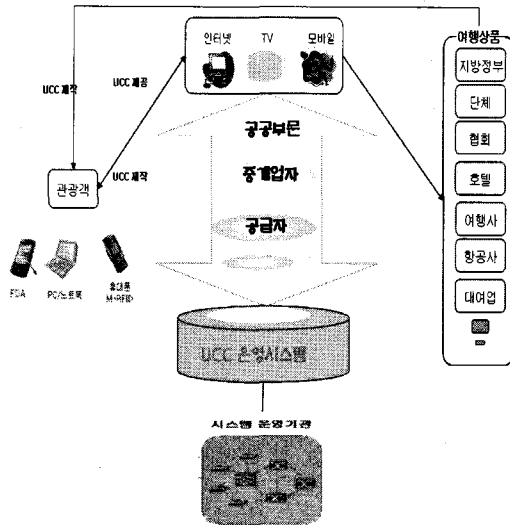 인터넷 TV 모바일
여행상품
지방정부
단체
협회
호텔
여행사
항공사
대여업
UCC 제작
UCC 제공
UCC 제작
관광객
공공부문
중개업자
공급자
PDA
PC/노트북
휴대폰
M-RFID
UCC 운영시스템
시스템 운영기관